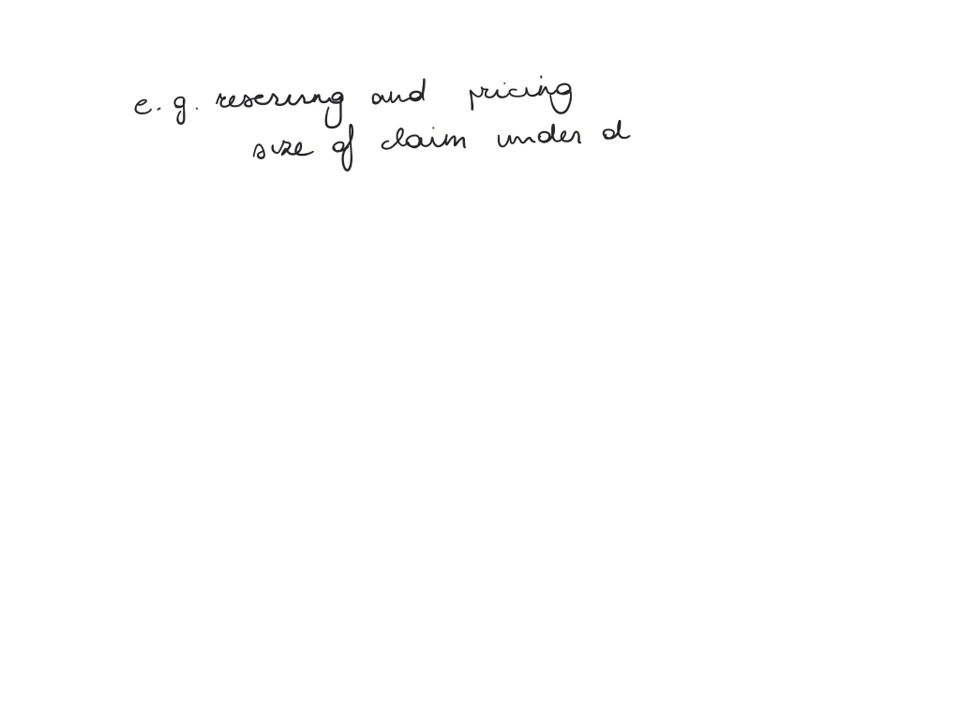 e.g. reserving and pricing
size of claim under d